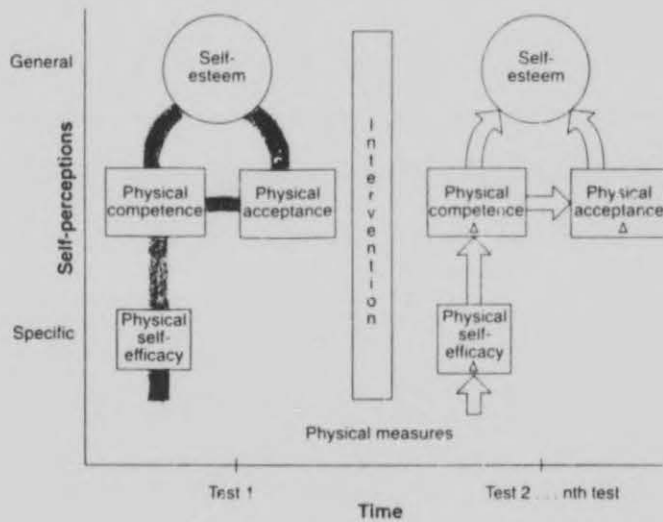 General
Self-perceptions
Specific
Self-
esteem
Physical
competence
Physical
acceptance
Physical
self-
efficacy
Intervention
Self-
esteem
Physical
competence
Physical
acceptance
Physical
self-
efficacy
Physical measures
Test 1
Test 2 . . . nth test
Time